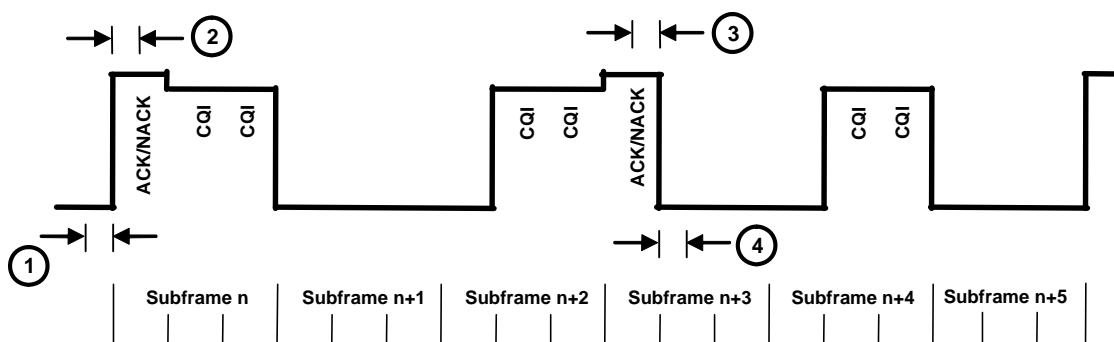 2
3
ACK/NACK
CQI
CQI
CQI
CQI
ACK/NACK
CQI
CQI
1
4
Subframe n
Subframe n+1
Subframe n+2
Subframe n+3
Subframe n+4
Subframe n+5